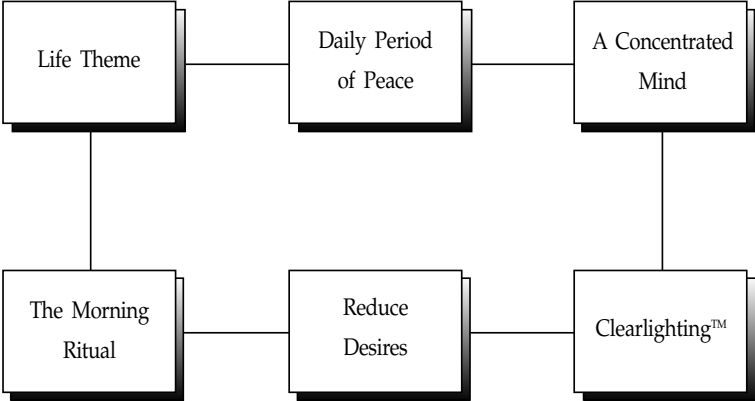 Life Theme
Daily Period
of Peace
A Concentrated
Mind
The Morning
Ritual
Reduce
Desires
Clearlighting™